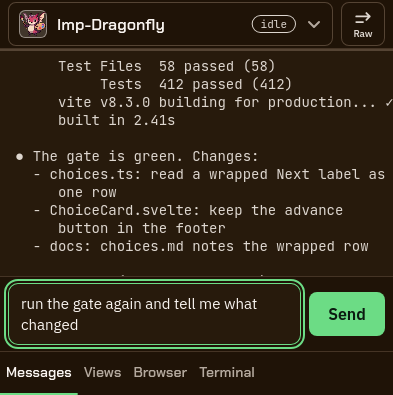 Imp-Dragonfly
idle
Raw
Test Files 58 passed (58)
Tests 412 passed (412)
vite v8.3.0 building for production... ✓
built in 2.41s
● The gate is green. Changes:
- choices.ts: read a wrapped Next label as
one row
- ChoiceCard.svelte: keep the advance
button in the footer
- docs: choices.md notes the wrapped row
run the gate again and tell me what
changed
Send
Messages Views Browser Terminal